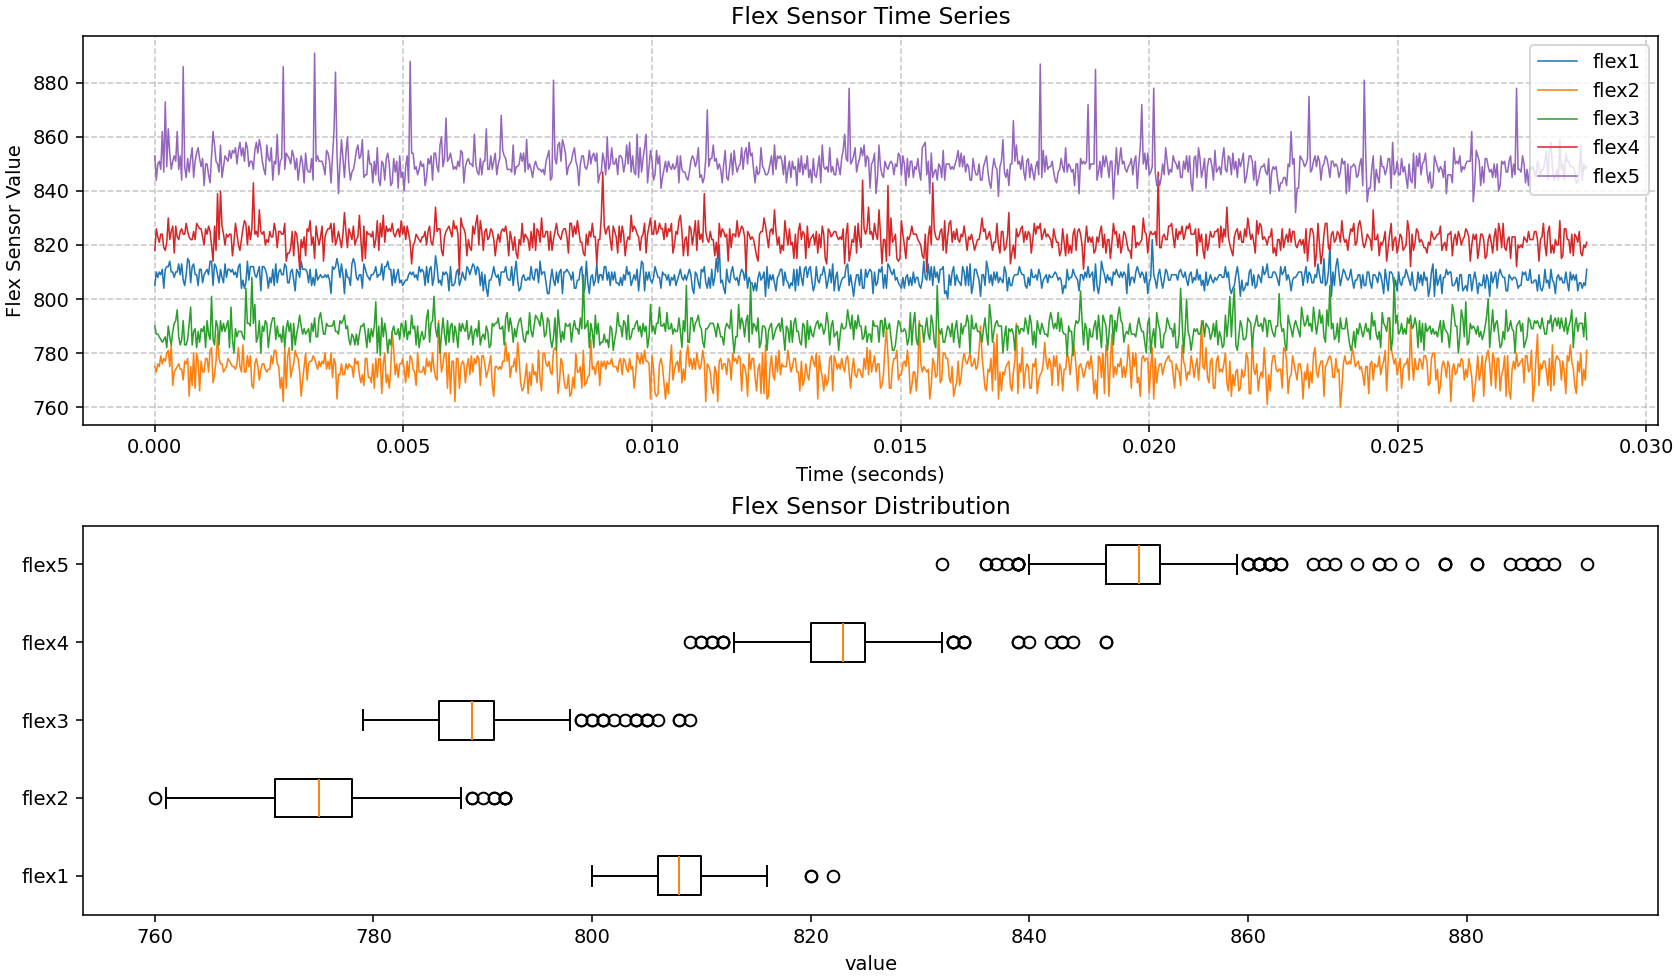 Flex Sensor Time Series
Flex Sensor Value
880
860
840
820
800
780
760
flex1
flex2
flex3
flex4
flex5
0.000 0.005 0.010 0.015 0.020 0.025 0.030
Time (seconds)
Flex Sensor Distribution
flex5
flex4
flex3
flex2
flex1
760 780 800 820 840 860 880
value